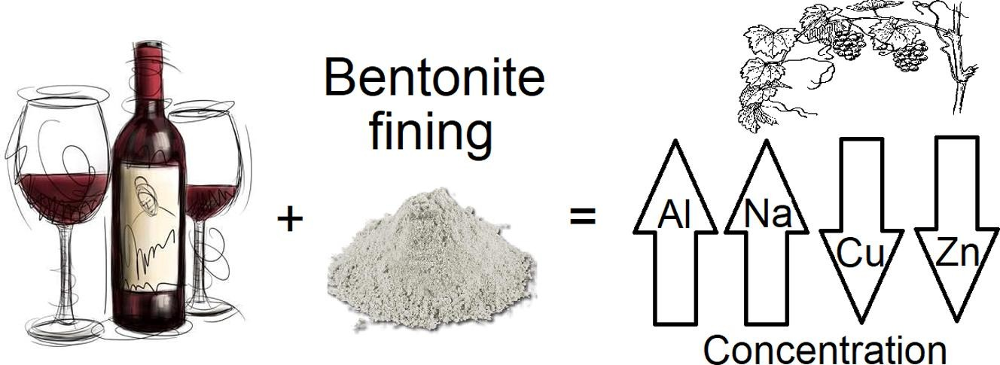 Bentonite
fining
+
=
Al Na Cu Zn
Concentration